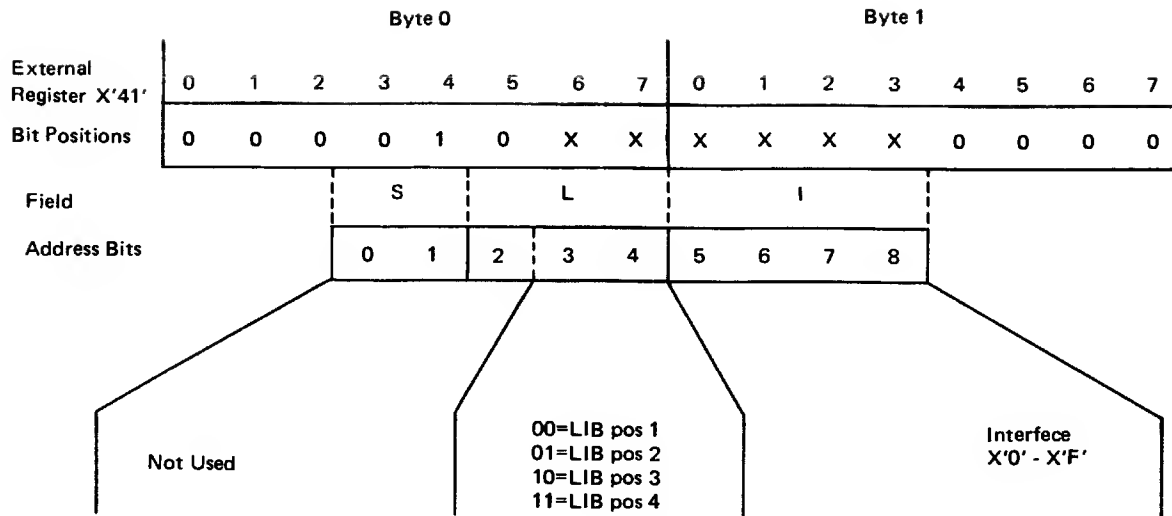 Byte 0 Byte 1
External
Register X'41' 0 1 2 3 4 5 6 7 0 1 2 3 4 5 6 7
Bit Positions 0 0 0 0 1 0 X X X X X X 0 0 0 0
Field S L I
Address Bits 0 1 2 3 4 5 6 7 8
Not Used
00=LIB pos 1
01=LIB pos 2
10=LIB pos 3
11=LIB pos 4
Interfece
X'0' - X'F'